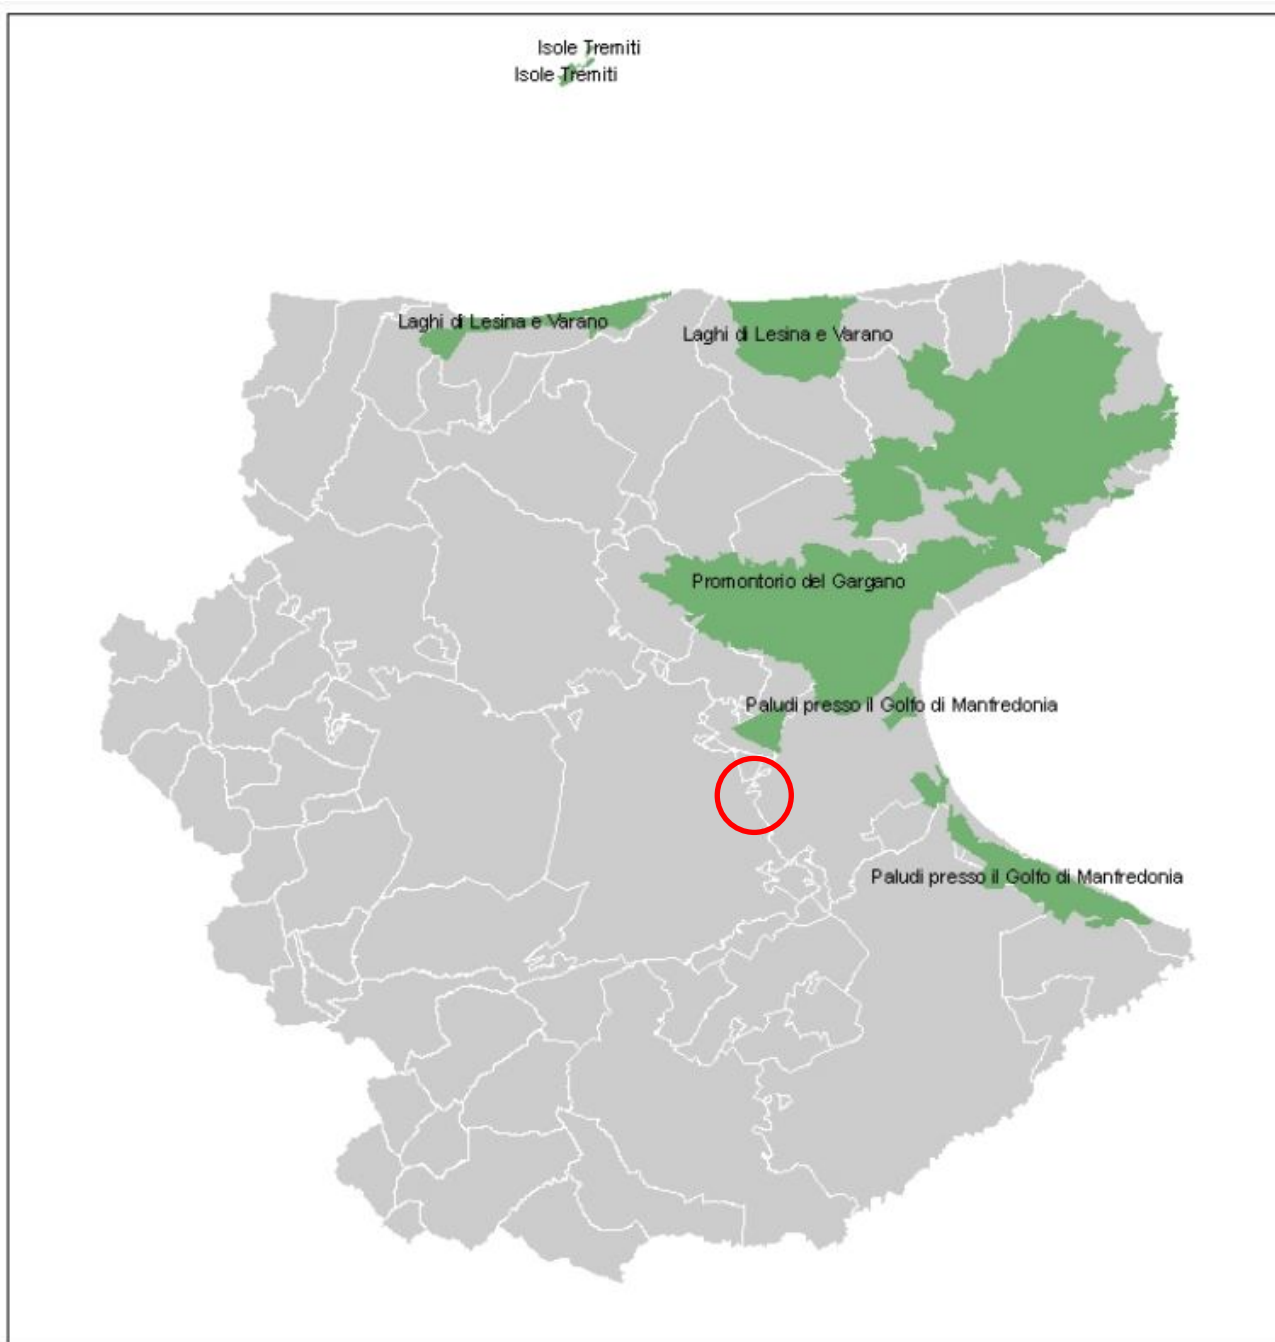 Isole Tremiti
Isole Tremiti
Laghi di Lesina e Varano
Laghi di Lesina e Varano
Promontorio del Gargano
Paludi presso il Golfo di Manfredonia
Paludi presso il Golfo di Manfredonia